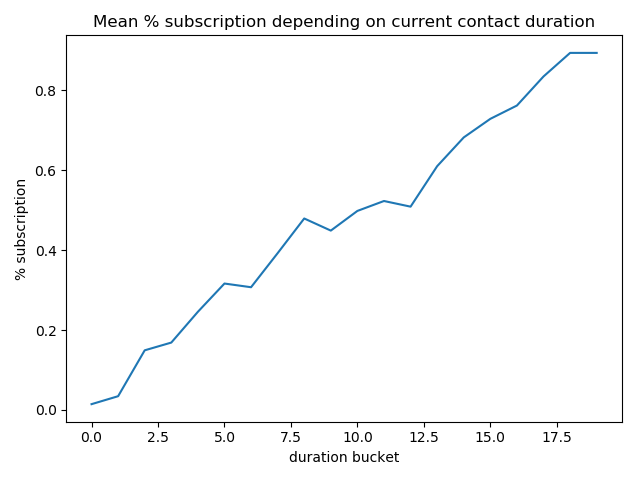 Mean % subscription depending on current contact duration
% subscription
0.8
0.6
0.4
0.2
0.0
0.0 2.5 5.0 7.5 10.0 12.5 15.0 17.5
duration bucket